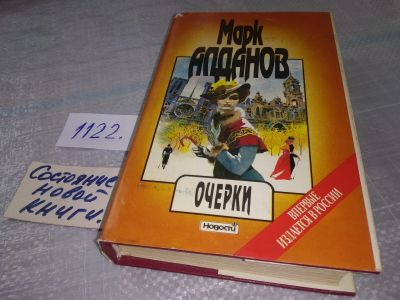 Марк
АЛДАНОВ
1122.
Состояние
новой
книги.
ОЧЕРКИ
ВПЕРВЫЕ
ИЗДАЕТСЯ В РОССИИ
Новости